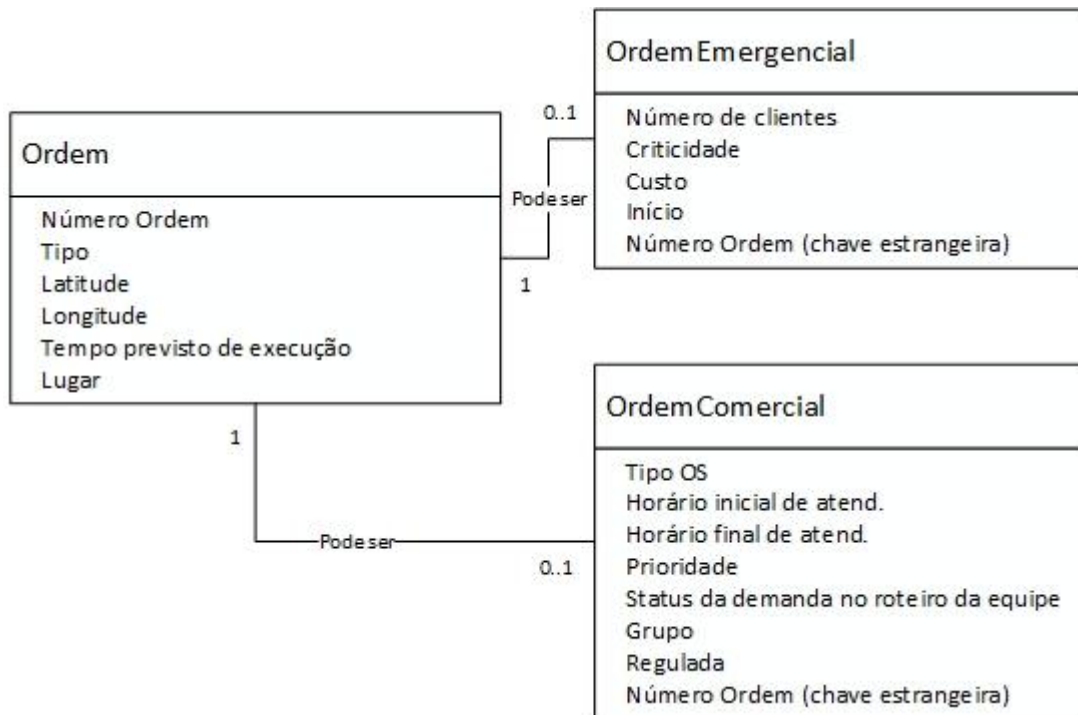 Ordem
Número Ordem
Tipo
Latitude
Longitude
Tempo previsto de execução
Lugar
1
Pode ser
0..1
OrdemEmergencial
Número de clientes
Criticidade
Custo
Início
Número Ordem (chave estrangeira)
1
Pode ser
0..1
OrdemComercial
Tipo OS
Horário inicial de atend.
Horário final de atend.
Prioridade
Status da demanda no roteiro da equipe
Grupo
Regulada
Número Ordem (chave estrangeira)